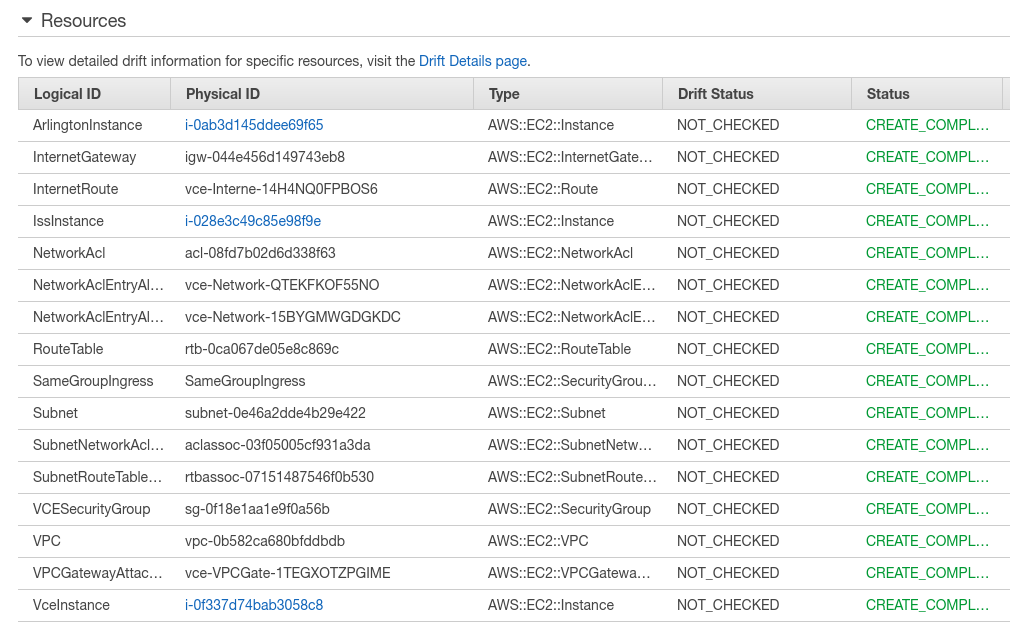 Resources
To view detailed drift information for specific resources, visit the Drift Details page.
Logical ID Physical ID Type Drift Status Status
ArlingtonInstance i-0ab3d145ddee69f65 AWS::EC2::Instance NOT_CHECKED CREATE_COMPL...
InternetGateway igw-044e456d149743eb8 AWS::EC2::InternetGate... NOT_CHECKED CREATE_COMPL...
InternetRoute vce-Interne-14H4NQ0FPBOS6 AWS::EC2::Route NOT_CHECKED CREATE_COMPL...
IssInstance i-028e3c49c85e98f9e AWS::EC2::Instance NOT_CHECKED CREATE_COMPL...
NetworkAcl acl-08fd7b02d6d338f63 AWS::EC2::NetworkAcl NOT_CHECKED CREATE_COMPL...
NetworkAclEntryAl... vce-Network-QTEKFKOF55NO AWS::EC2::NetworkAclE... NOT_CHECKED CREATE_COMPL...
NetworkAclEntryAl... vce-Network-15BYGMWGDGKDC AWS::EC2::NetworkAclE... NOT_CHECKED CREATE_COMPL...
RouteTable rtb-0ca067de05e8c869c AWS::EC2::RouteTable NOT_CHECKED CREATE_COMPL...
SameGroupIngress SameGroupIngress AWS::EC2::SecurityGrou... NOT_CHECKED CREATE_COMPL...
Subnet subnet-0e46a2dde4b29e422 AWS::EC2::Subnet NOT_CHECKED CREATE_COMPL...
SubnetNetworkAcl... aclassoc-03f05005cf931a3da AWS::EC2::SubnetNetw... NOT_CHECKED CREATE_COMPL...
SubnetRouteTable... rtbassoc-07151487546f0b530 AWS::EC2::SubnetRoute... NOT_CHECKED CREATE_COMPL...
VCESecurityGroup sg-0f18e1aa1e9f0a56b AWS::EC2::SecurityGroup NOT_CHECKED CREATE_COMPL...
VPC vpc-0b582ca680bfddbdb AWS::EC2::VPC NOT_CHECKED CREATE_COMPL...
VPCGatewayAttac... vce-VPCGate-1TEGXOTZPGIME AWS::EC2::VPCGatewa... NOT_CHECKED CREATE_COMPL...
VceInstance i-0f337d74bab3058c8 AWS::EC2::Instance NOT_CHECKED CREATE_COMPL...